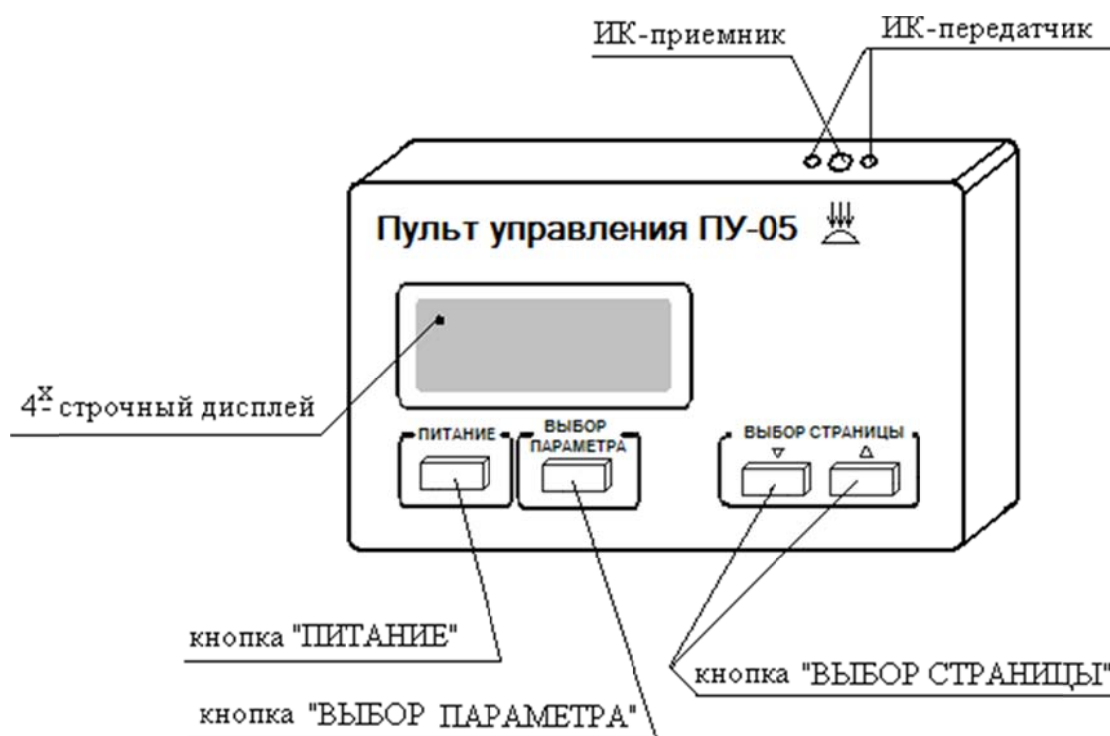 ИК-приемник
ИК-передатчик
Пульт управления ПУ-05
4х- строчный дисплей
ПИТАНИЕ
ВЫБОР
ПАРАМЕТРА
ВЫБОР СТРАНИЦЫ
кнопка "ПИТАНИЕ"
кнопка "ВЫБОР СТРАНИЦЫ"
кнопка "ВЫБОР ПАРАМЕТРА"